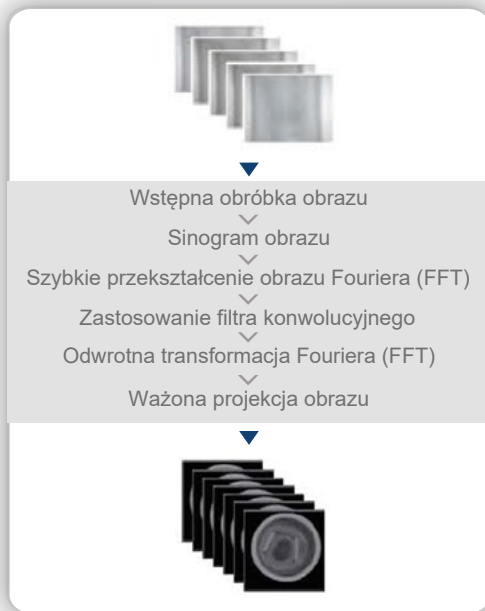 Wstępna obróbka obrazu
Sinogram obrazu
Szybkie przekształcenie obrazu Fouriera (FFT)
Zastosowanie filtra konwolucyjnego
Odwrotna transformacja Fouriera (FFT)
Ważona projekcja obrazu